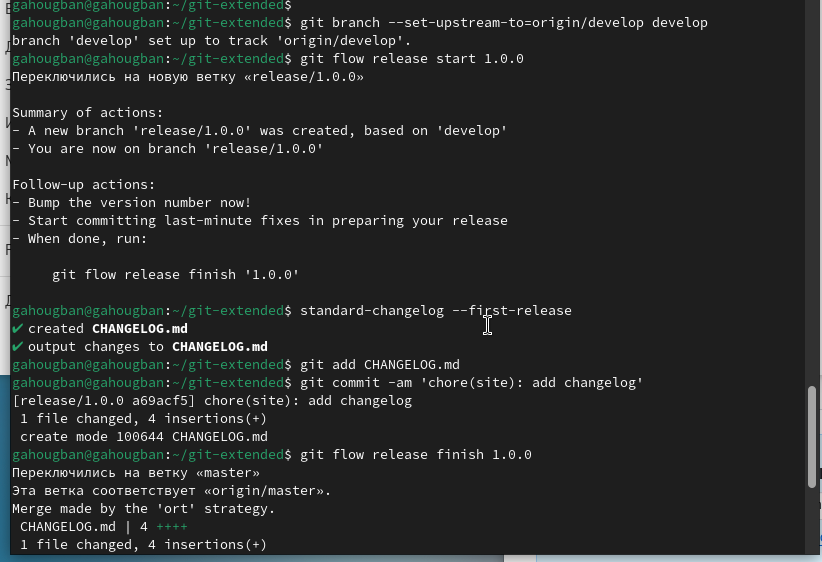 gahougban@gahougban:~/git-extended$
gahougban@gahougban:~/git-extended$ git branch --set-upstream-to=origin/develop develop
branch 'develop' set up to track 'origin/develop'.
gahougban@gahougban:~/git-extended$ git flow release start 1.0.0
Переключились на новую ветку «release/1.0.0»
Summary of actions:
- A new branch 'release/1.0.0' was created, based on 'develop'
- You are now on branch 'release/1.0.0'
Follow-up actions:
- Bump the version number now!
- Start committing last-minute fixes in preparing your release
- When done, run:
git flow release finish '1.0.0'
gahougban@gahougban:~/git-extended$ standard-changelog --first-release
✔ created CHANGELOG.md
✔ output changes to CHANGELOG.md
gahougban@gahougban:~/git-extended$ git add CHANGELOG.md
gahougban@gahougban:~/git-extended$ git commit -am 'chore(site): add changelog'
[release/1.0.0 a69acf5] chore(site): add changelog
1 file changed, 4 insertions(+)
create mode 100644 CHANGELOG.md
gahougban@gahougban:~/git-extended$ git flow release finish 1.0.0
Переключились на ветку «master»
Эта ветка соответствует «origin/master».
Merge made by the 'ort' strategy.
CHANGELOG.md | 4 ++++
1 file changed, 4 insertions(+)